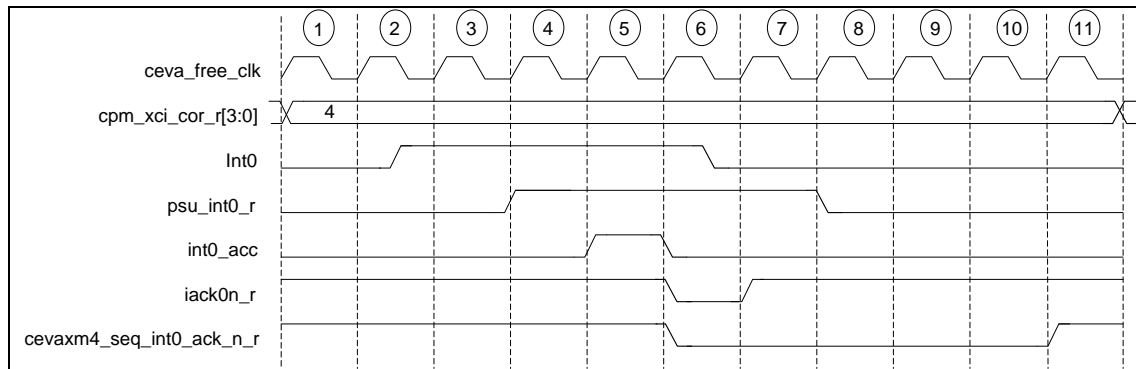 1 2 3 4 5 6 7 8 9 10 11
ceva_free_clk
cpm_xci_cor_r[3:0] 4
Int0
psu_int0_r
int0_acc
iack0n_r
cevaxm4_seq_int0_ack_n_r